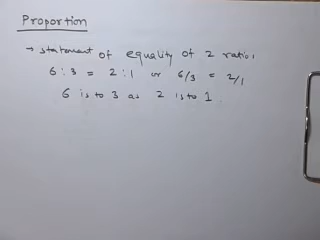 Proportion
→ statement of equality of 2 ratios
6 : 3 = 2 : 1 or 6/3 = 2/1
6 is to 3 as 2 is to 1.